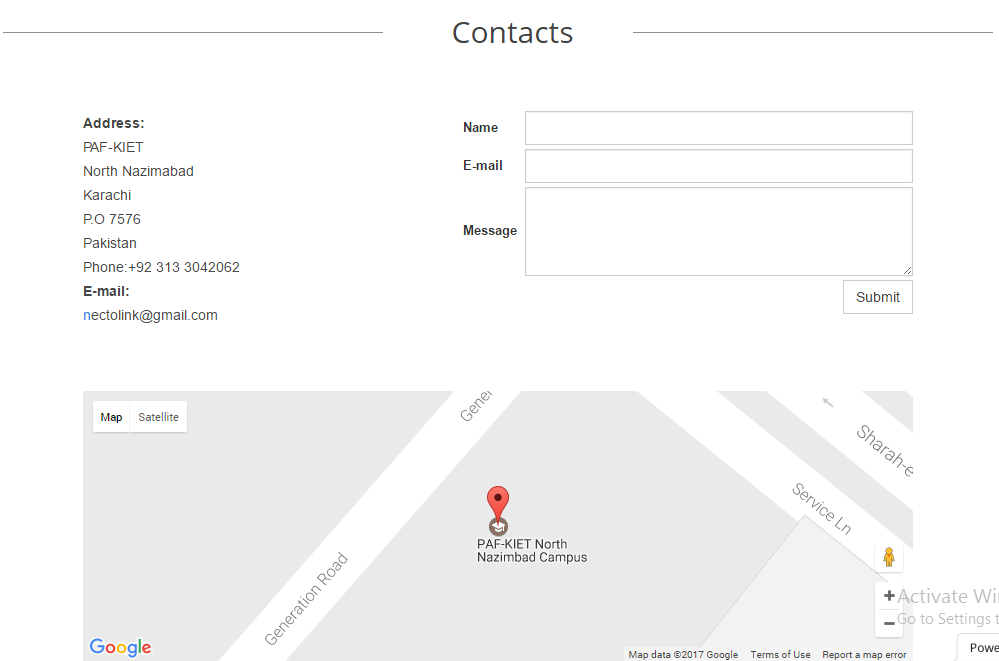 Contacts
Address:
PAF-KIET
North Nazimabad
Karachi
P.O 7576
Pakistan
Phone:+92 313 3042062
E-mail:
nectolink@gmail.com
Name
E-mail
Message
Submit
Map Satellite
Gener
Sharah-e
Service Ln
PAF-KIET North
Nazimbad Campus
Generation Road
Activate Wi
Go to Settings t
Google
Map data ©2017 Google Terms of Use Report a map error
Powe